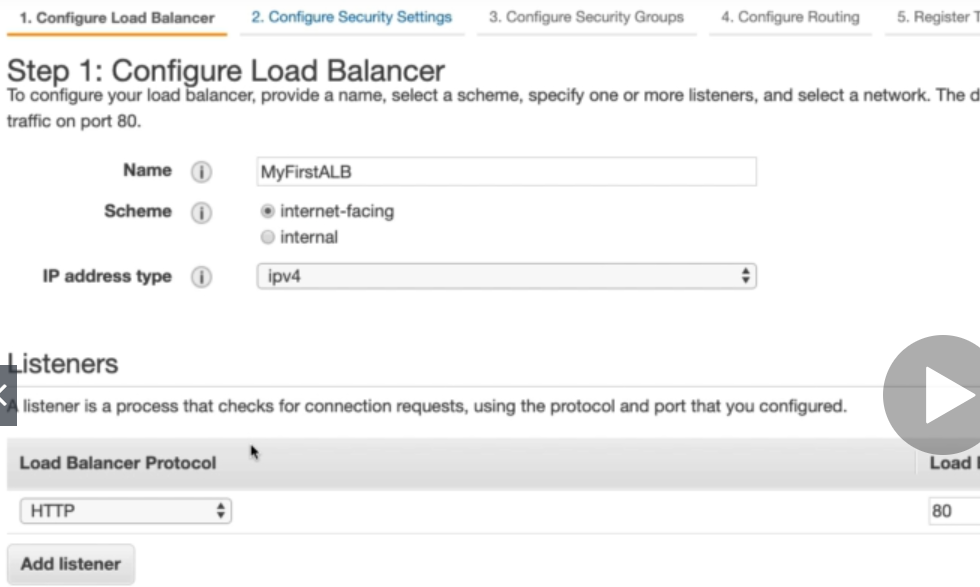 1. Configure Load Balancer 2. Configure Security Settings 3. Configure Security Groups 4. Configure Routing 5. Register
Step 1: Configure Load Balancer
To configure your load balancer, provide a name, select a scheme, specify one or more listeners, and select a network. The
traffic on port 80.
Name i MyFirstALB
Scheme i internet-facing
internal
IP address type i ipv4
Listeners
A listener is a process that checks for connection requests, using the protocol and port that you configured.
Load Balancer Protocol Load
HTTP 80
Add listener